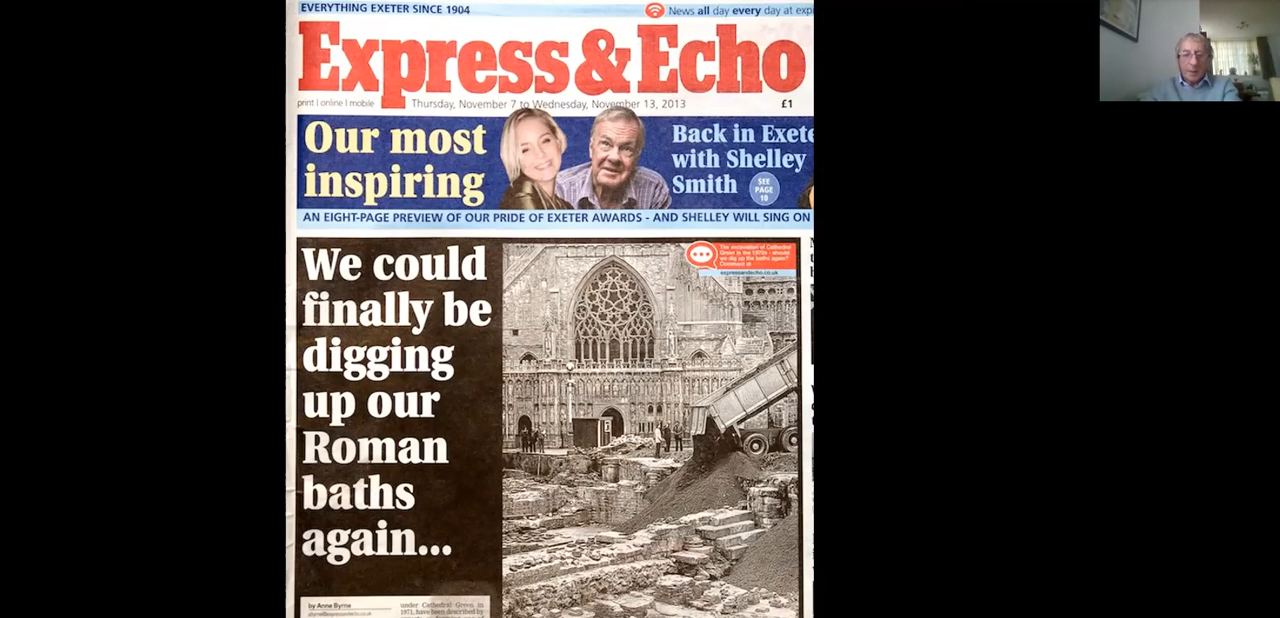 EVERYTHING EXETER SINCE 1904
News all day every day at exp
Express & Echo
print | online | mobile
Thursday, November 7 to Wednesday, November 13, 2013
£1
Our most
inspiring
Back in Exete
with Shelley
Smith
SEE
PAGE
10
AN EIGHT-PAGE PREVIEW OF OUR PRIDE OF EXETER AWARDS - AND SHELLEY WILL SING ON
We could
finally be
digging
up our
Roman
baths
again...
The excavation of Cathedral
Green in the 1970s - should
we dig up the baths again?
Comment at
expressandecho.co.uk
by Anne Byrne
under Cathedral Green in
1971, have been described by